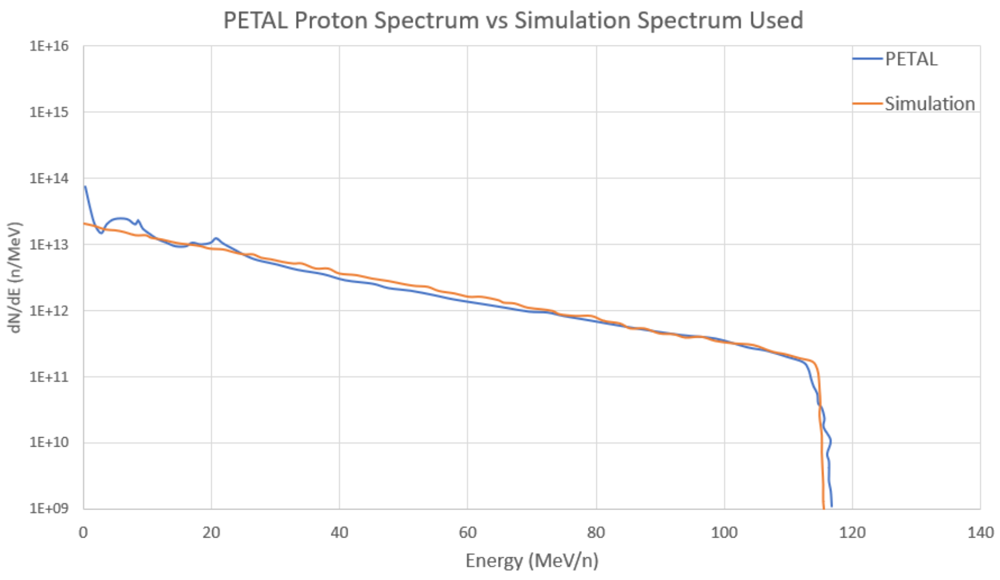 PETAL Proton Spectrum vs Simulation Spectrum Used
1E+16
1E+15
1E+14
1E+13
1E+12
1E+11
1E+10
1E+09
dN/dE (n/MeV)
PETAL
Simulation
0 20 40 60 80 100 120 140
Energy (MeV/n)